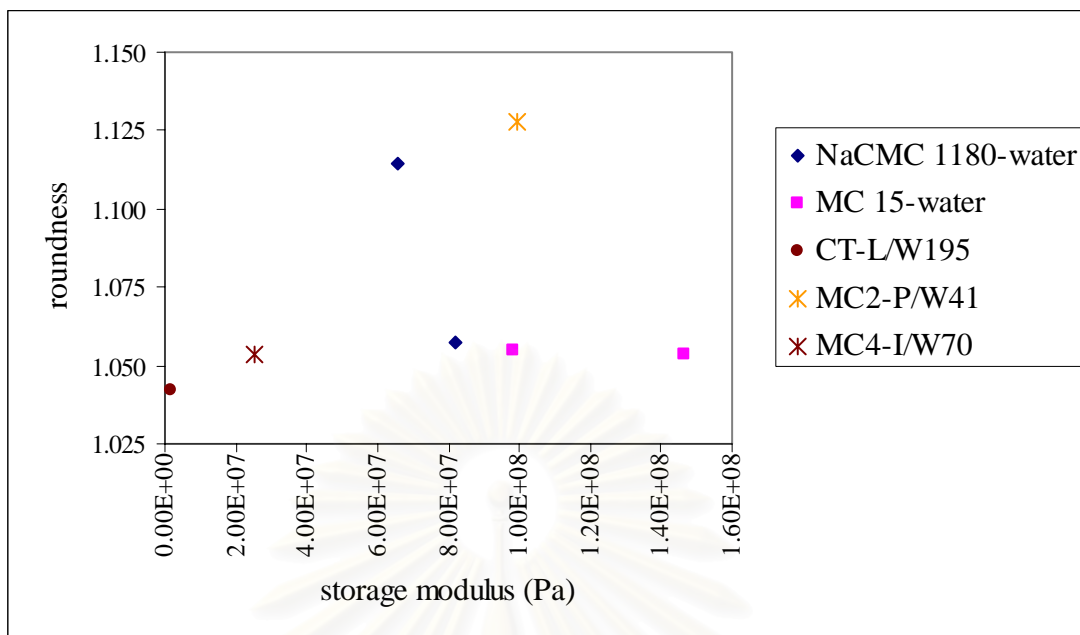 1.150
1.125
1.100
1.075
1.050
1.025
roundness
0.00E+00
2.00E+07
4.00E+07
6.00E+07
8.00E+07
1.00E+08
1.20E+08
1.40E+08
1.60E+08
storage modulus (Pa)
NaCMC 1180-water
MC 15-water
CT-L/W195
MC2-P/W41
MC4-I/W70